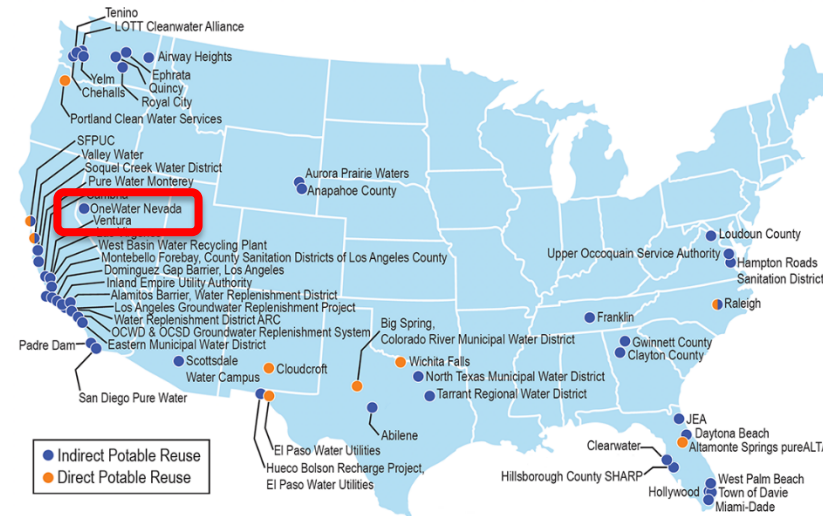 Tenino
LOTT Cleanwater Alliance
Airway Heights
Ephrata
Quincy
Royal City
Yelm
Chehalls
Portland Clean Water Services
SFPUC
Valley Water
Soquel Creek Water District
Pure Water Monterey
OneWater Nevada
Ventura
West Basin Water Recycling Plant
Montebello Forebay, County Sanitation Districts of Los Angeles County
Dominguez Gap Barrier, Los Angeles
Inland Empire Utility Authority
Alamitos Barrier, Water Replenishment District
Los Angeles Groundwater Replenishment Project
Water Replenishment District ARC
OCWD & OCSD Groundwater Replenishment System
Eastern Municipal Water District
Padre Dam
San Diego Pure Water
Scottsdale
Water Campus
Cloudcroft
Aurora Prairie Waters
Anapahoe County
Big Spring,
Colorado River Municipal Water District
Wichita Falls
North Texas Municipal Water District
Tarrant Regional Water District
Abilene
El Paso Water Utilities
Hueco Bolson Recharge Project,
El Paso Water Utilities
Loudoun County
Upper Occoquain Service Authority
Hampton Roads
Sanitation District
Raleigh
Franklin
Gwinnett County
Clayton County
JEA
Daytona Beach
Altamonte Springs pureALTA
Clearwater
Hillsborough County SHARP
West Palm Beach
Hollywood
Town of Davie
Miami-Dade
Indirect Potable Reuse
Direct Potable Reuse